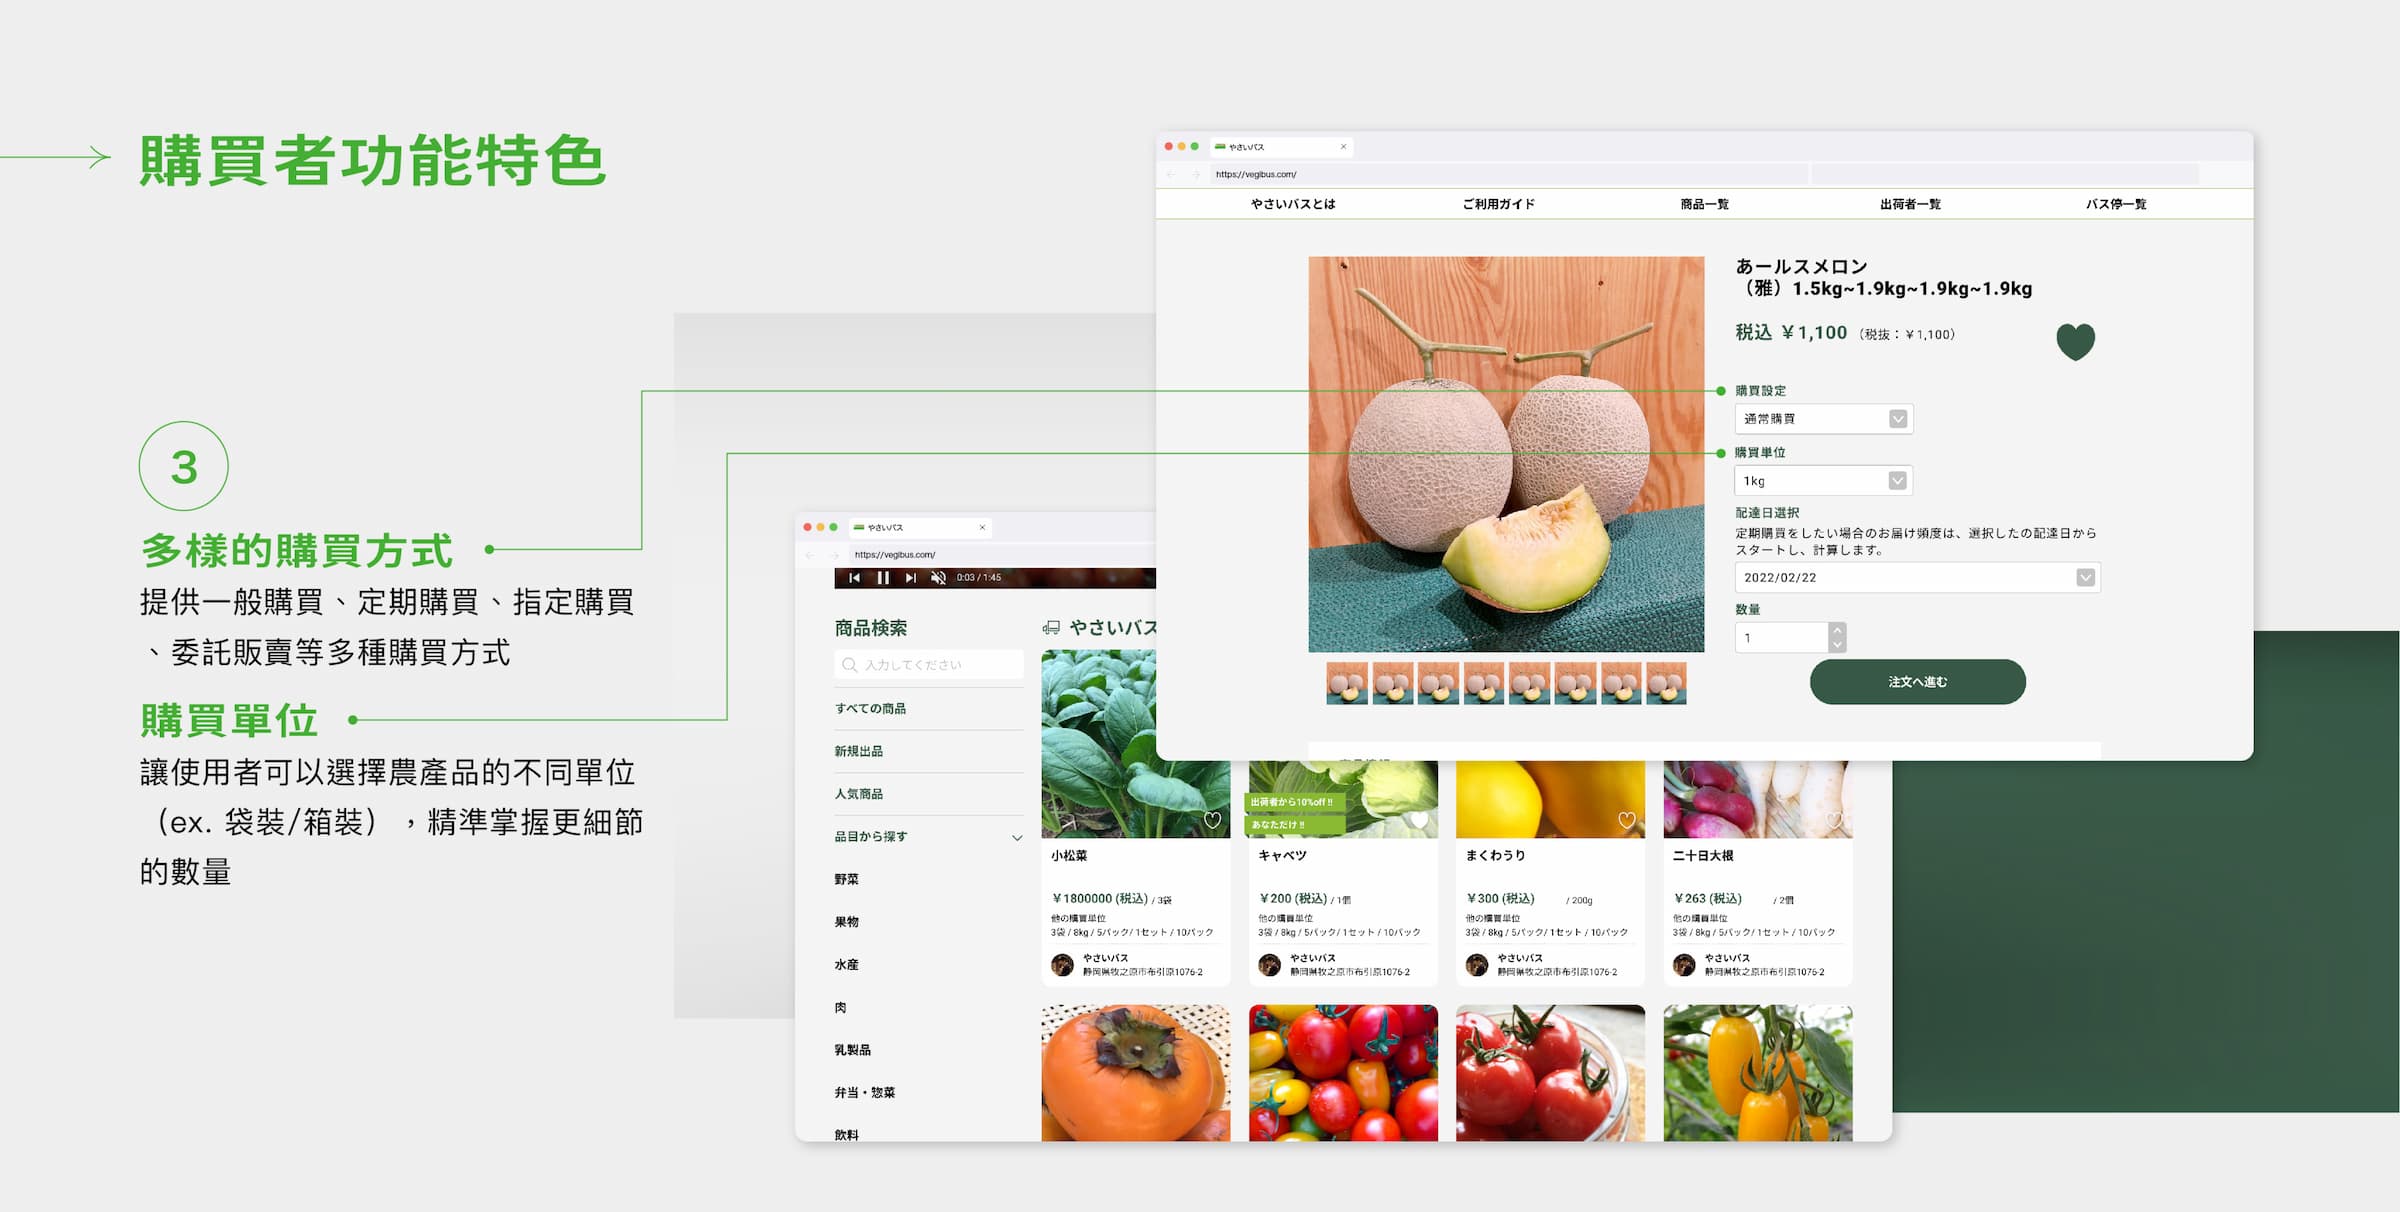 購買者功能特色
3
多樣的購買方式
提供一般購買、定期購買、指定購買
、委託販賣等多種購買方式
購買單位
讓使用者可以選擇農產品的不同單位
（ex. 袋裝/箱裝），精準掌握更細節
的數量
やさいバス
https://vegibus.com/
やさいバスとは
ご利用ガイド
商品一覧
出荷者一覧
バス停一覧
あールスメロン
（雅）1.5kg~1.9kg~1.9kg~1.9kg
税込 ￥1,100（税抜：￥1,100）
購買設定
通常購買
購買単位
1kg
配達日選択
定期購買をしたい場合のお届け頻度は、選択したの配達日から
スタートし、計算します。
2022/02/22
数量
1
注文へ進む
やさいバス
https://vegibus.com/
0:03 / 1:45
商品検索
入力してください
すべての商品
新規出品
人気商品
品目から探す
野菜
果物
水産
肉
乳製品
弁当・惣菜
飲料
やさいバス
小松菜
￥1800000 (税込) / 3袋
他の購買単位
3袋 / 8kg / 5パック/ 1セット / 10パック
やさいバス
静岡県牧之原市布引原1076-2
出荷者から10%off !!
あなただけ !!
キャベツ
￥200 (税込) / 1個
他の購買単位
3袋 / 8kg / 5パック/ 1セット / 10パック
やさいバス
静岡県牧之原市布引原1076-2
まくわうり
￥300 (税込) / 200g
他の購買単位
3袋 / 8kg / 5パック/ 1セット / 10パック
やさいバス
静岡県牧之原市布引原1076-2
二十日大根
￥263 (税込) / 2個
他の購買単位
3袋 / 8kg / 5パック/ 1セット / 10パック
やさいバス
静岡県牧之原市布引原1076-2